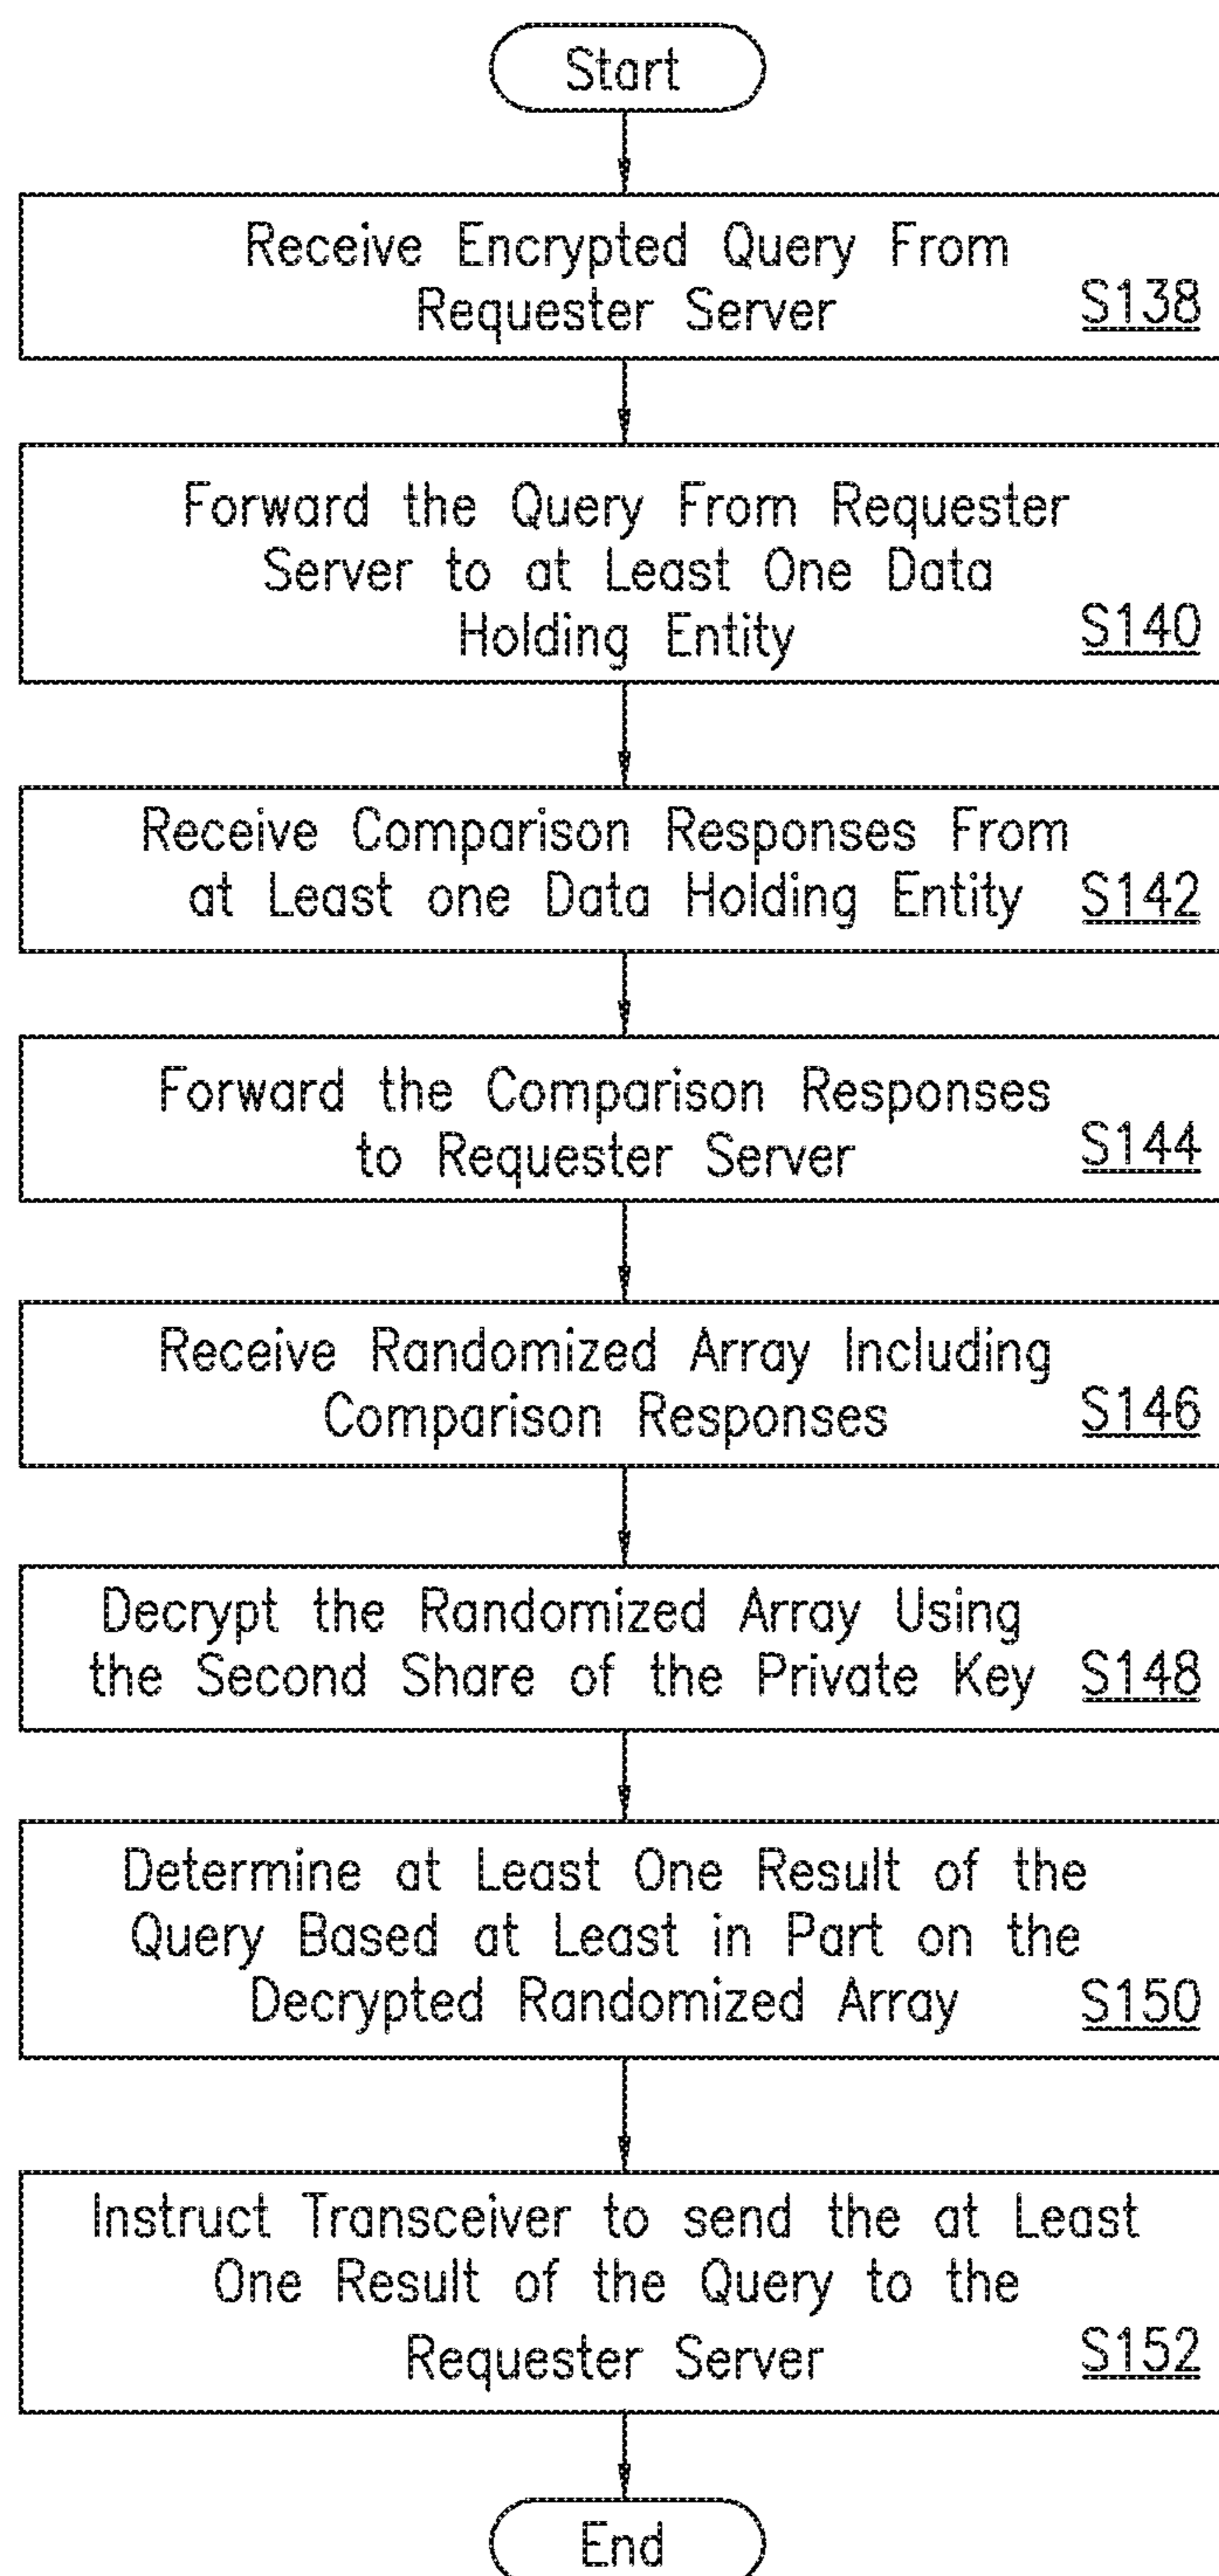 Start
Receive Encrypted Query From
Requester Server
S138
Forward the Query From Requester
Server to at Least One Data
Holding Entity
S140
Receive Comparison Responses From
at Least one Data Holding Entity S142
Forward the Comparison Responses
to Requester Server
S144
Receive Randomized Array Including
Comparison Responses
S146
Decrypt the Randomized Array Using
the Second Share of the Private Key S148
Determine at Least One Result of the
Query Based at Least in Part on the
Decrypted Randomized Array
S150
Instruct Transceiver to send the at Least
One Result of the Query to the
Requester Server
S152
End